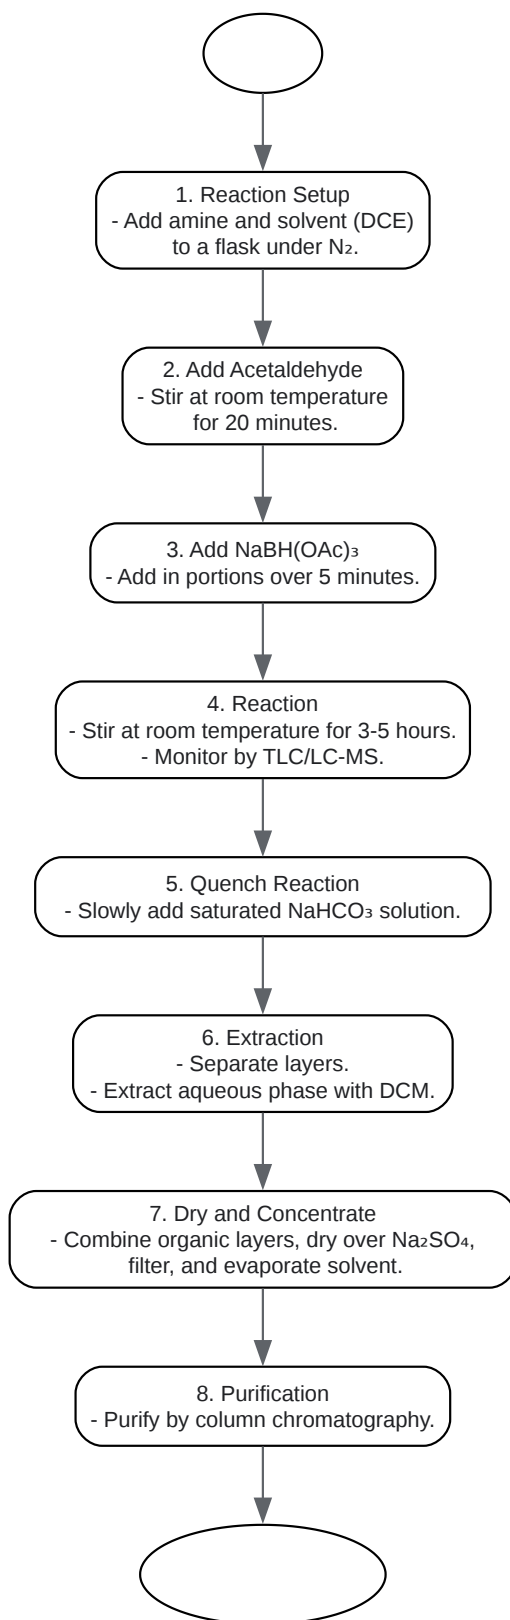 1. Reaction Setup
- Add amine and solvent (DCE)
to a flask under N₂.
2. Add Acetaldehyde
- Stir at room temperature
for 20 minutes.
3. Add NaBH(OAc)₃
- Add in portions over 5 minutes.
4. Reaction
- Stir at room temperature for 3-5 hours.
- Monitor by TLC/LC-MS.
5. Quench Reaction
- Slowly add saturated NaHCO₃ solution.
6. Extraction
- Separate layers.
- Extract aqueous phase with DCM.
7. Dry and Concentrate
- Combine organic layers, dry over Na₂SO₄,
filter, and evaporate solvent.
8. Purification
- Purify by column chromatography.